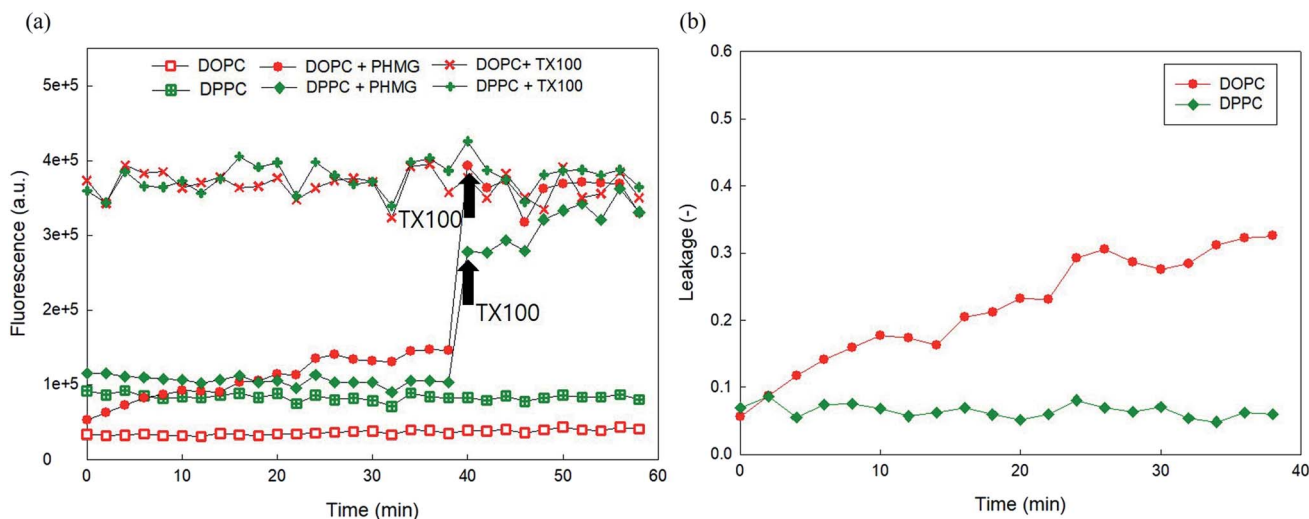 (a)
DOPC DOPC + PHMG DOPC+ TX100
DPPC DPPC + PHMG DPPC + TX100
5e+5
4e+5
3e+5
2e+5
1e+5
0
Fluorescence (a.u.)
TX100
TX100
0 10 20 30 40 50 60
Time (min)
(b)
DOPC
DPPC
0.6
0.5
0.4
0.3
0.2
0.1
0.0
Leakage (-)
0 10 20 30 40
Time (min)